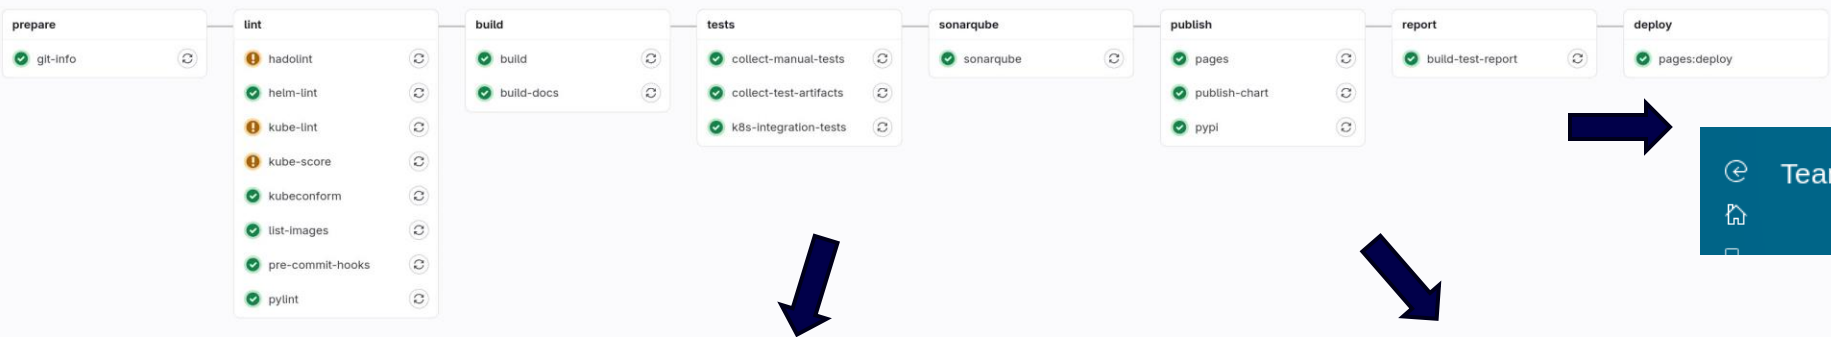 prepare
git-info
lint
hadolint
helm-lint
kube-lint
kube-score
kubeconform
list-images
pre-commit-hooks
pylint
build
build
build-docs
tests
collect-manual-tests
collect-test-artifacts
k8s-integration-tests
sonarqube
sonarqube
publish
pages
publish-chart
pypi
report
build-test-report
deploy
pages:deploy